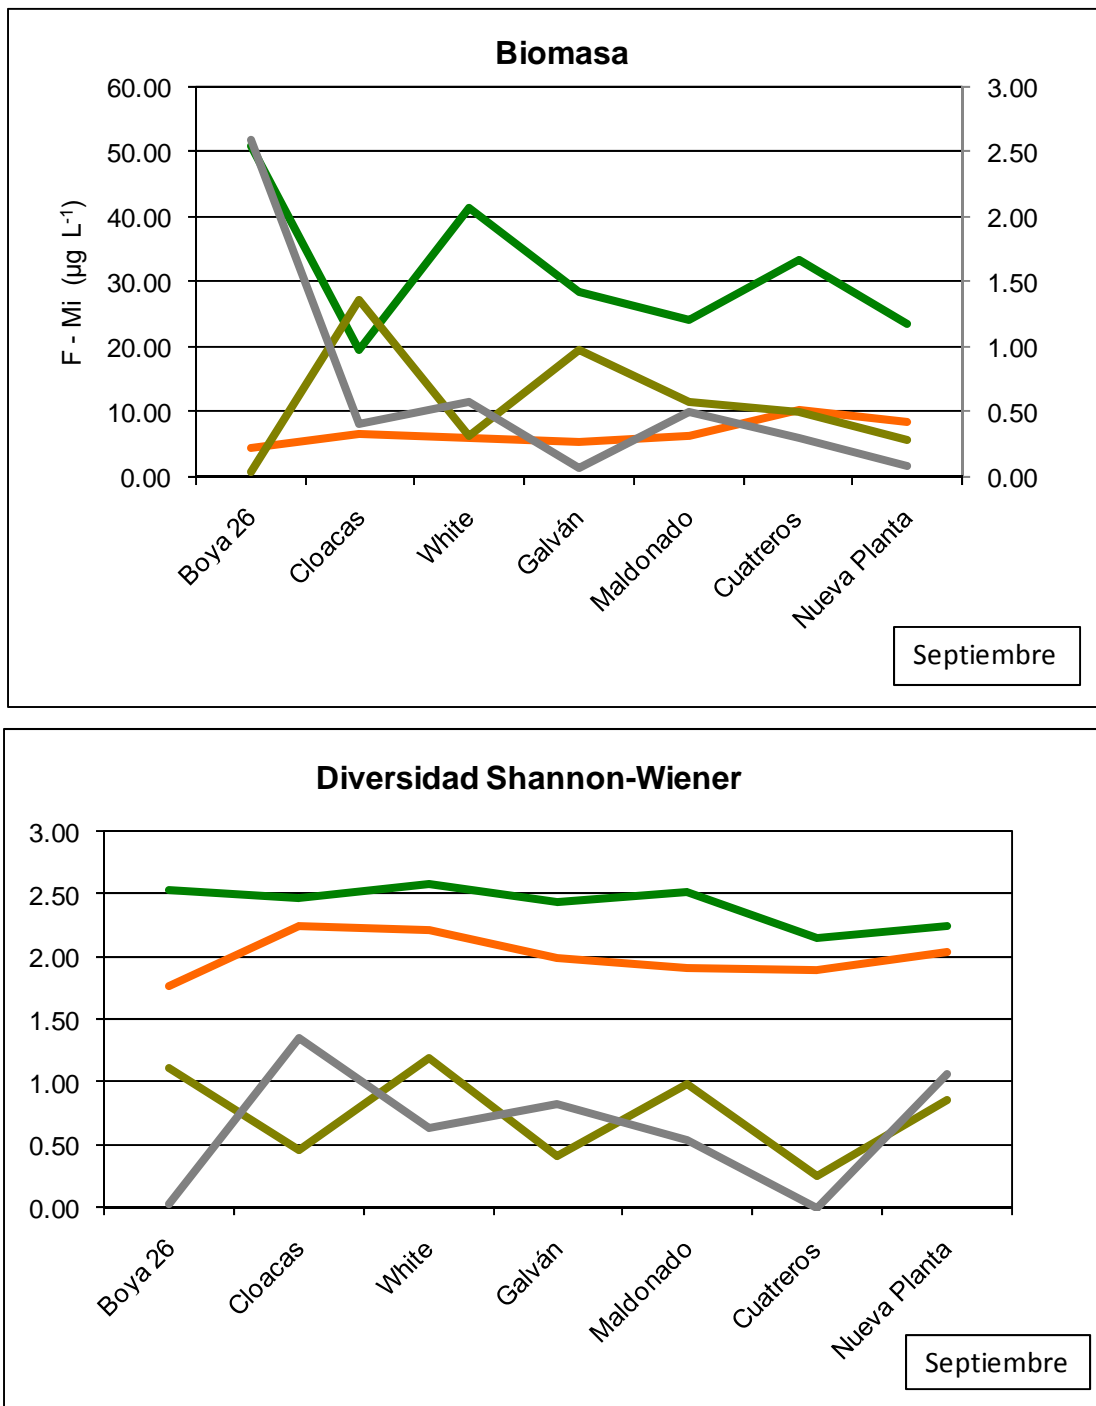 Biomasa
60.00
50.00
40.00
30.00
20.00
10.00
0.00
F - Mi (µg L⁻¹)
3.00
2.50
2.00
1.50
1.00
0.50
0.00
Boya 26
Cloacas
White
Galván
Maldonado
Cuatreros
Nueva Planta
Septiembre
Diversidad Shannon-Wiener
3.00
2.50
2.00
1.50
1.00
0.50
0.00
Boya 26
Cloacas
White
Galván
Maldonado
Cuatreros
Nueva Planta
Septiembre